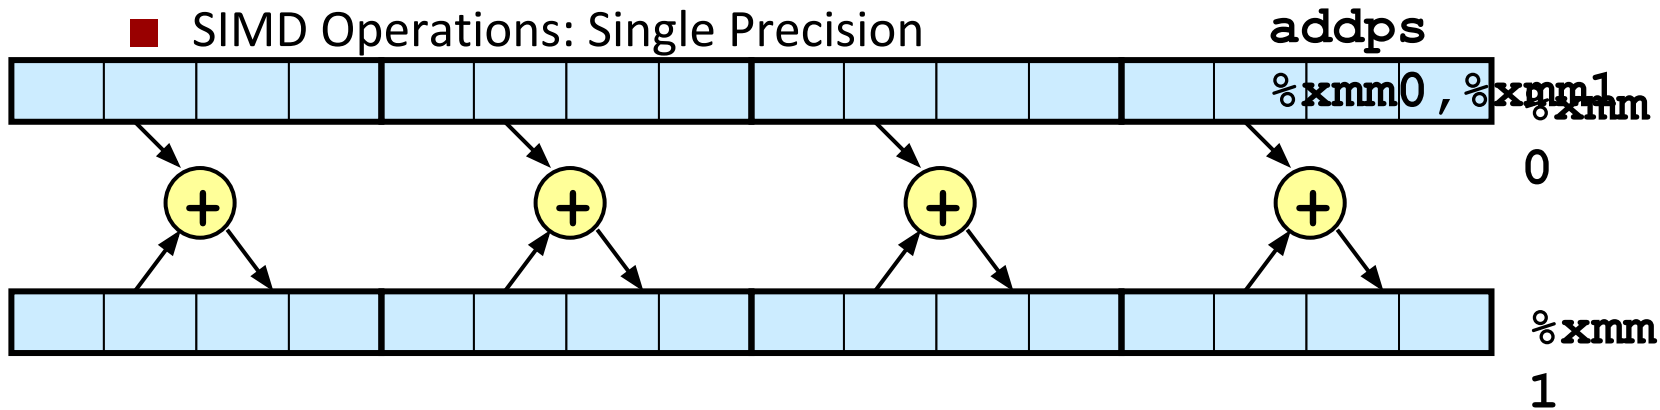 SIMD Operations: Single Precision
addps
%xmm0,%xmm1
%xmm
0
+ + + +
%xmm
1